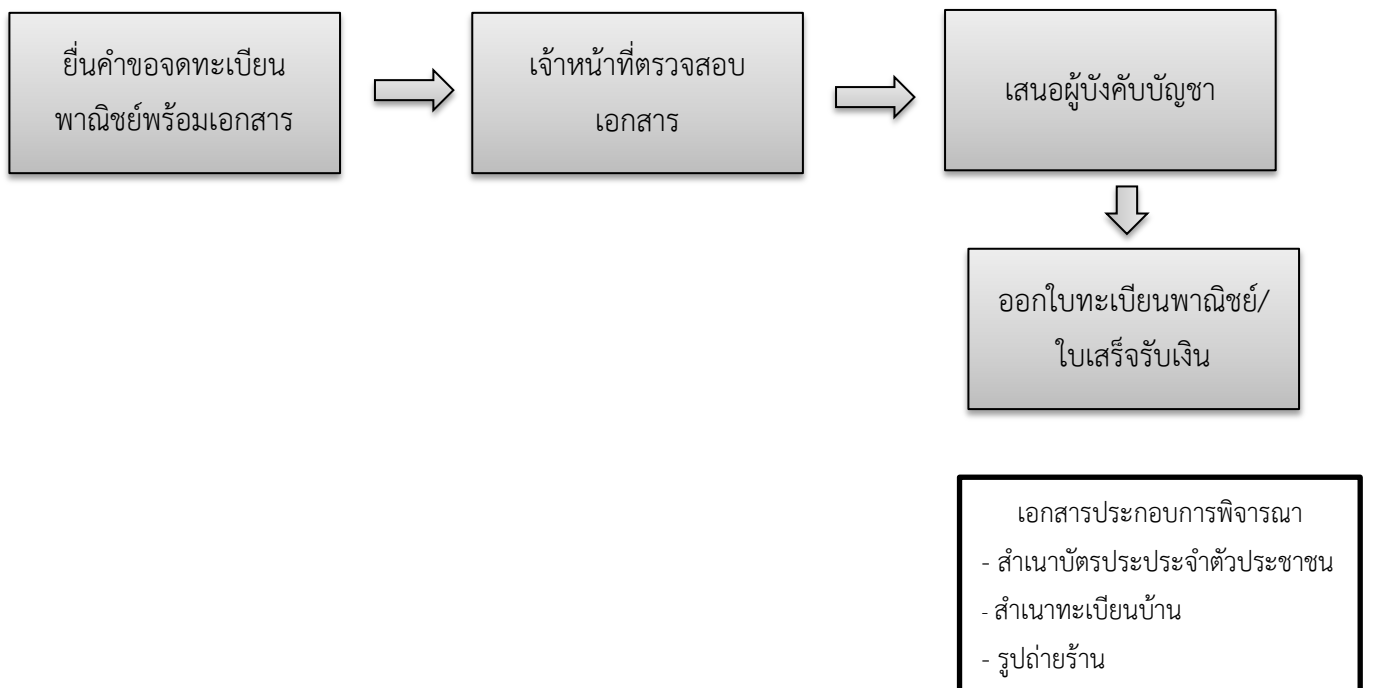 ยื่นคำขอจดทะเบียน
พาณิชย์พร้อมเอกสาร
เจ้าหน้าที่ตรวจสอบ
เอกสาร
เสนอผู้บังคับบัญชา
ออกใบทะเบียนพาณิชย์/
ใบเสร็จรับเงิน
เอกสารประกอบการพิจารณา
- สำเนาบัตรประประจำตัวประชาชน
- สำเนาทะเบียนบ้าน
- รูปถ่ายร้าน